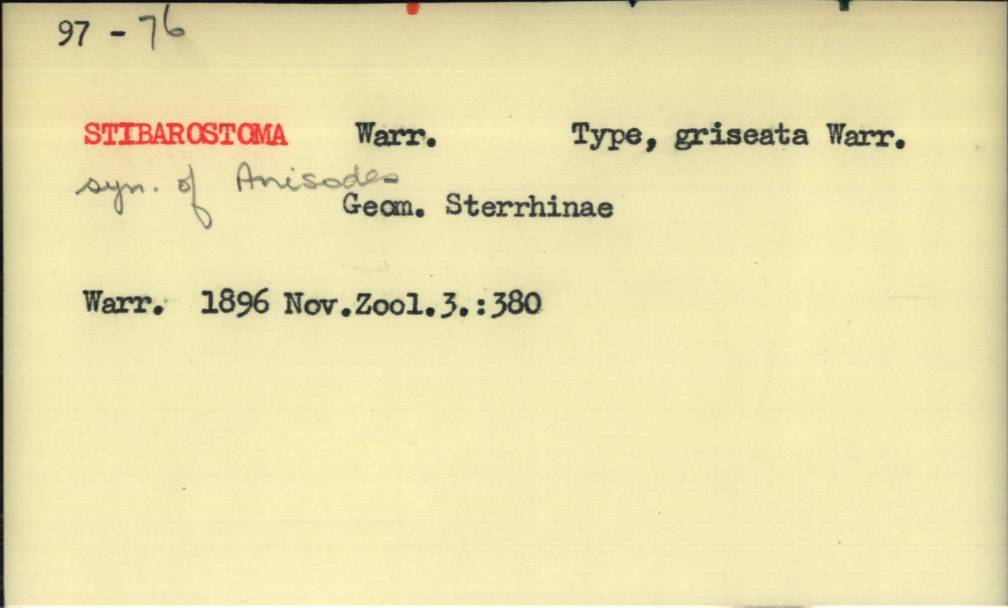 97 - 76
STIBAROSTOMA Warr. Type, griseata Warr.
syn. of Anisodes
Geom. Sterrhinae
Warr. 1896 Nov.Zool.3.:380